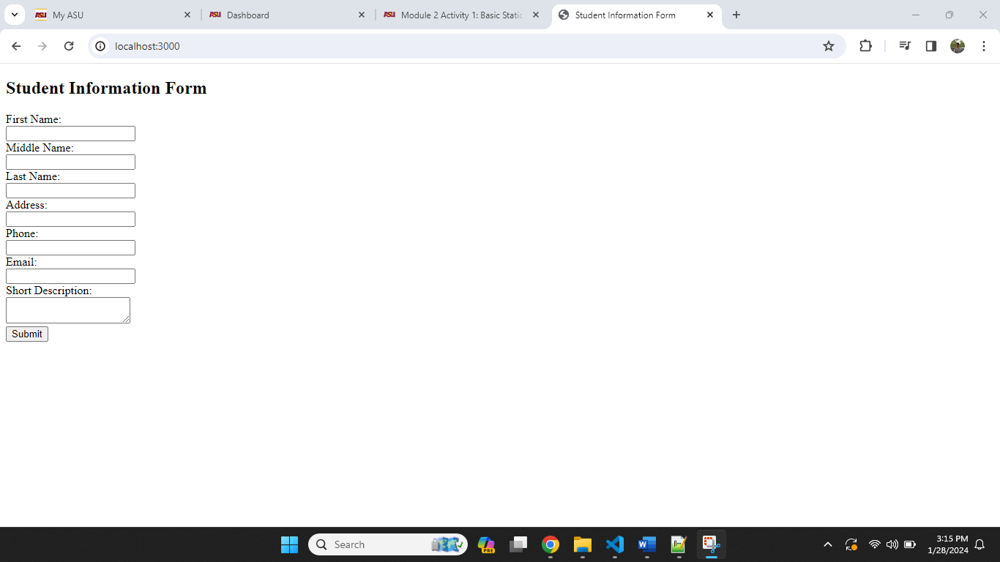 My ASU
Dashboard
Module 2 Activity 1: Basic Static
Student Information Form
localhost:3000
Student Information Form
First Name:
Middle Name:
Last Name:
Address:
Phone:
Email:
Short Description:
Submit
Search
PRE
3:15 PM
1/28/2024